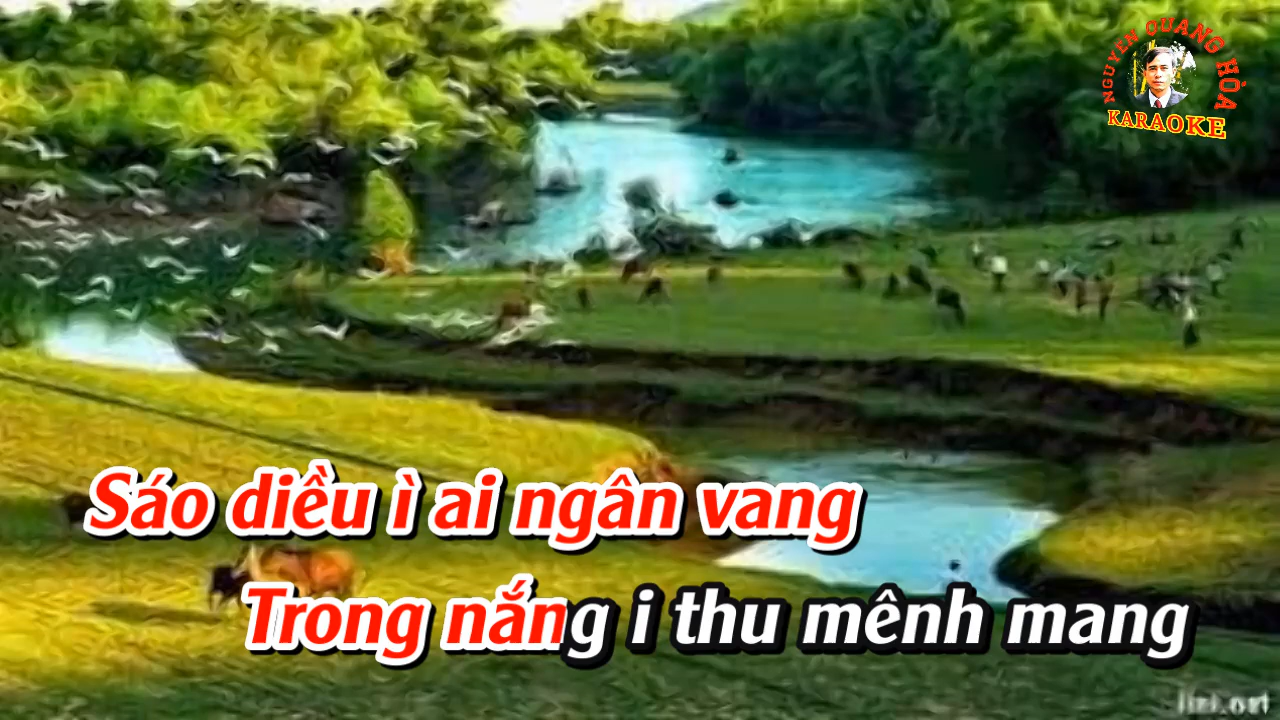 NGUYEN QUANG HÒA
KARAOKE
Sáo diều ì ai ngân vang
Trong nắng i thu mênh mang